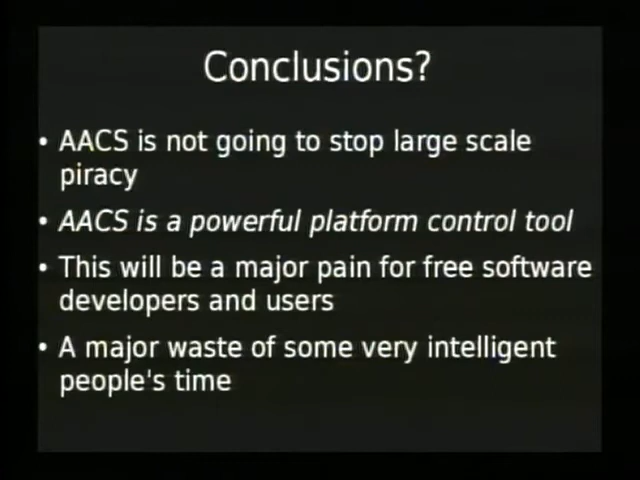 Conclusions?
• AACS is not going to stop large scale
piracy
• AACS is a powerful platform control tool
• This will be a major pain for free software
developers and users
• A major waste of some very intelligent
people's time